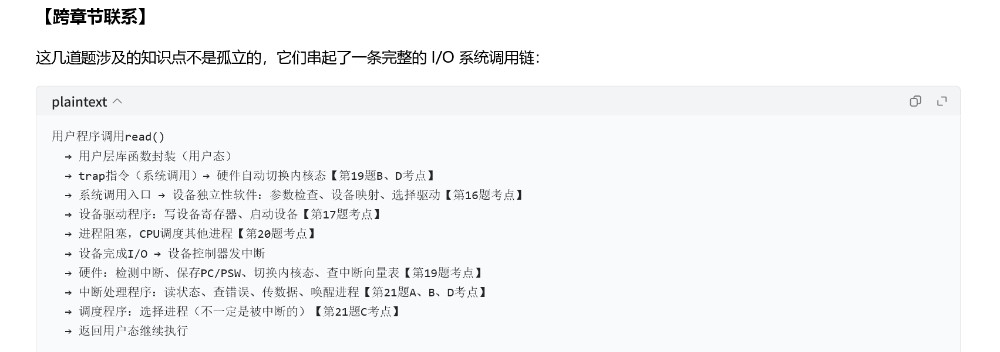 【跨章节联系】
这几道题涉及的知识点不是孤立的，它们串起了一条完整的 I/O 系统调用链：
plaintext
用户程序调用read()
→ 用户层库函数封装（用户态）
→ trap指令（系统调用）→ 硬件自动切换内核态【第19题B、D考点】
→ 系统调用入口 → 设备独立性软件：参数检查、设备映射、选择驱动【第16题考点】
→ 设备驱动程序：写设备寄存器、启动设备【第17题考点】
→ 进程阻塞，CPU调度其他进程【第20题考点】
→ 设备完成I/O → 设备控制器发中断
→ 硬件：检测中断、保存PC/PSW、切换内核态、查中断向量表【第19题考点】
→ 中断处理程序：读状态、查错误、传数据、唤醒进程【第21题A、B、D考点】
→ 调度程序：选择进程（不一定是被中断的）【第21题C考点】
→ 返回用户态继续执行